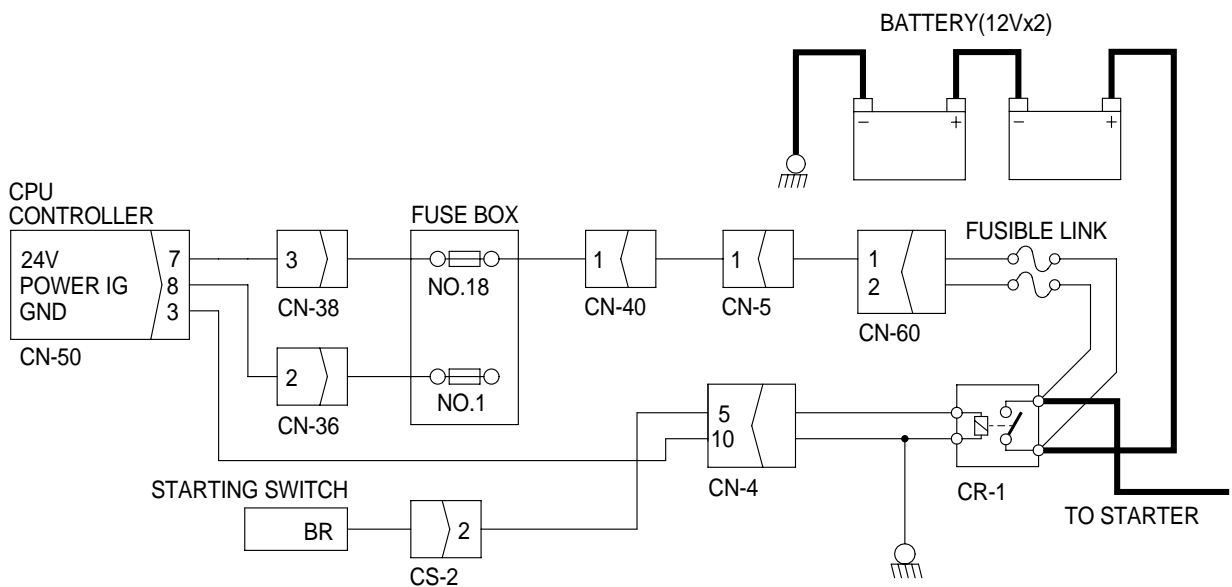 BATTERY(12Vx2)
- +
- +
CPU
CONTROLLER
FUSE BOX
FUSIBLE LINK
24V 7
POWER IG 8
GND 3
3
NO.18
1
1
1
2
CN-38
CN-40
CN-5
CN-60
CN-50
2
NO.1
CN-36
5
10
CN-4
CR-1
STARTING SWITCH
BR
2
CS-2
TO STARTER